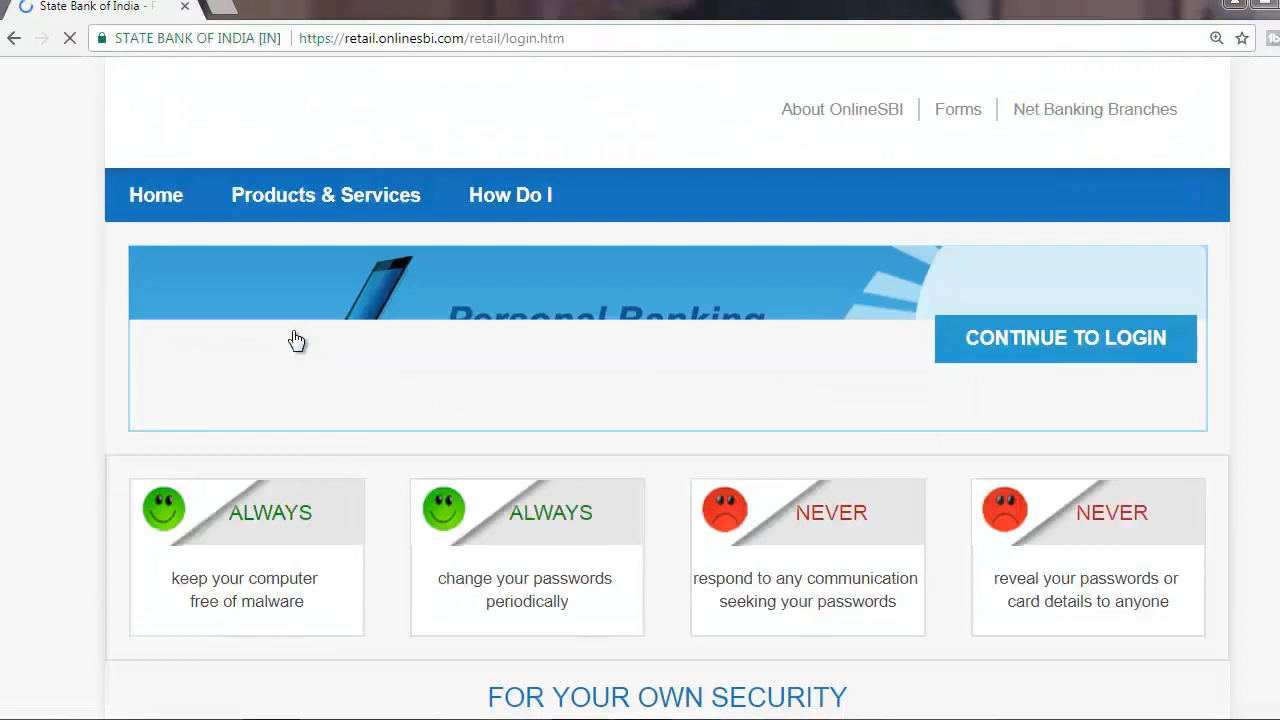 State Bank of India -
STATE BANK OF INDIA [IN] https://retail.onlinesbi.com/retail/login.htm
About OnlineSBI Forms Net Banking Branches
Home Products & Services How Do I
Personal Banking
CONTINUE TO LOGIN
ALWAYS
keep your computer
free of malware
ALWAYS
change your passwords
periodically
NEVER
respond to any communication
seeking your passwords
NEVER
reveal your passwords or
card details to anyone
FOR YOUR OWN SECURITY